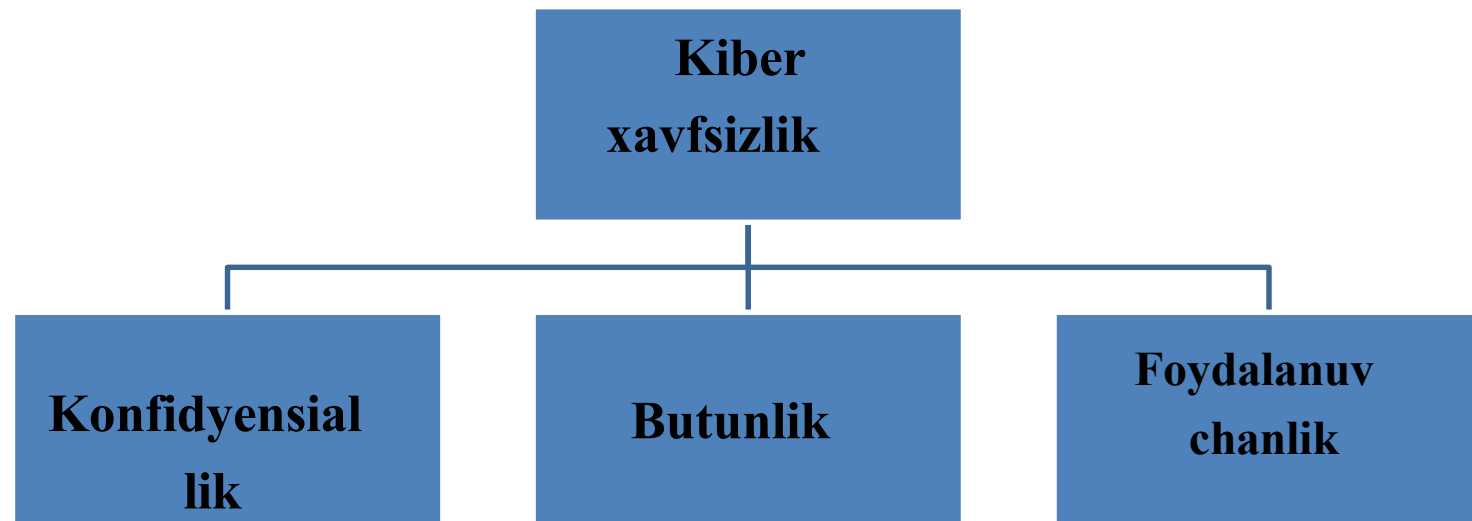 Kiber
xavfsizlik
Konfidyensial
lik
Butunlik
Foydalanuv
chanlik